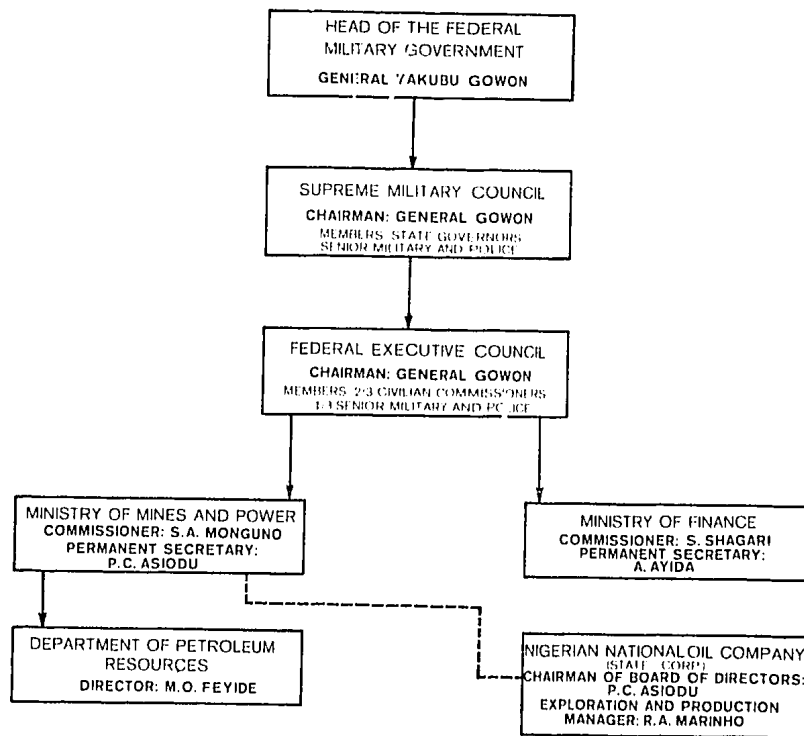 HEAD OF THE FEDERAL
MILITARY GOVERNMENT
GENERAL YAKUBU GOWON
SUPREME MILITARY COUNCIL
CHAIRMAN: GENERAL GOWON
MEMBERS: STATE GOVERNORS
SENIOR MILITARY AND POLICE
FEDERAL EXECUTIVE COUNCIL
CHAIRMAN: GENERAL GOWON
MEMBERS: 2/3 CIVILIAN COMMISSIONERS
1/3 SENIOR MILITARY AND POLICE
MINISTRY OF MINES AND POWER
COMMISSIONER: S.A. MONGUNO
PERMANENT SECRETARY:
P.C. ASIODU
MINISTRY OF FINANCE
COMMISSIONER: S. SHAGARI
PERMANENT SECRETARY:
A. AYIDA
DEPARTMENT OF PETROLEUM
RESOURCES
DIRECTOR: M.O. FEYIDE
NIGERIAN NATIONAL OIL COMPANY
(STATE CORP)
CHAIRMAN OF BOARD OF DIRECTORS:
P.C. ASIODU
EXPLORATION AND PRODUCTION
MANAGER: R.A. MARINHO